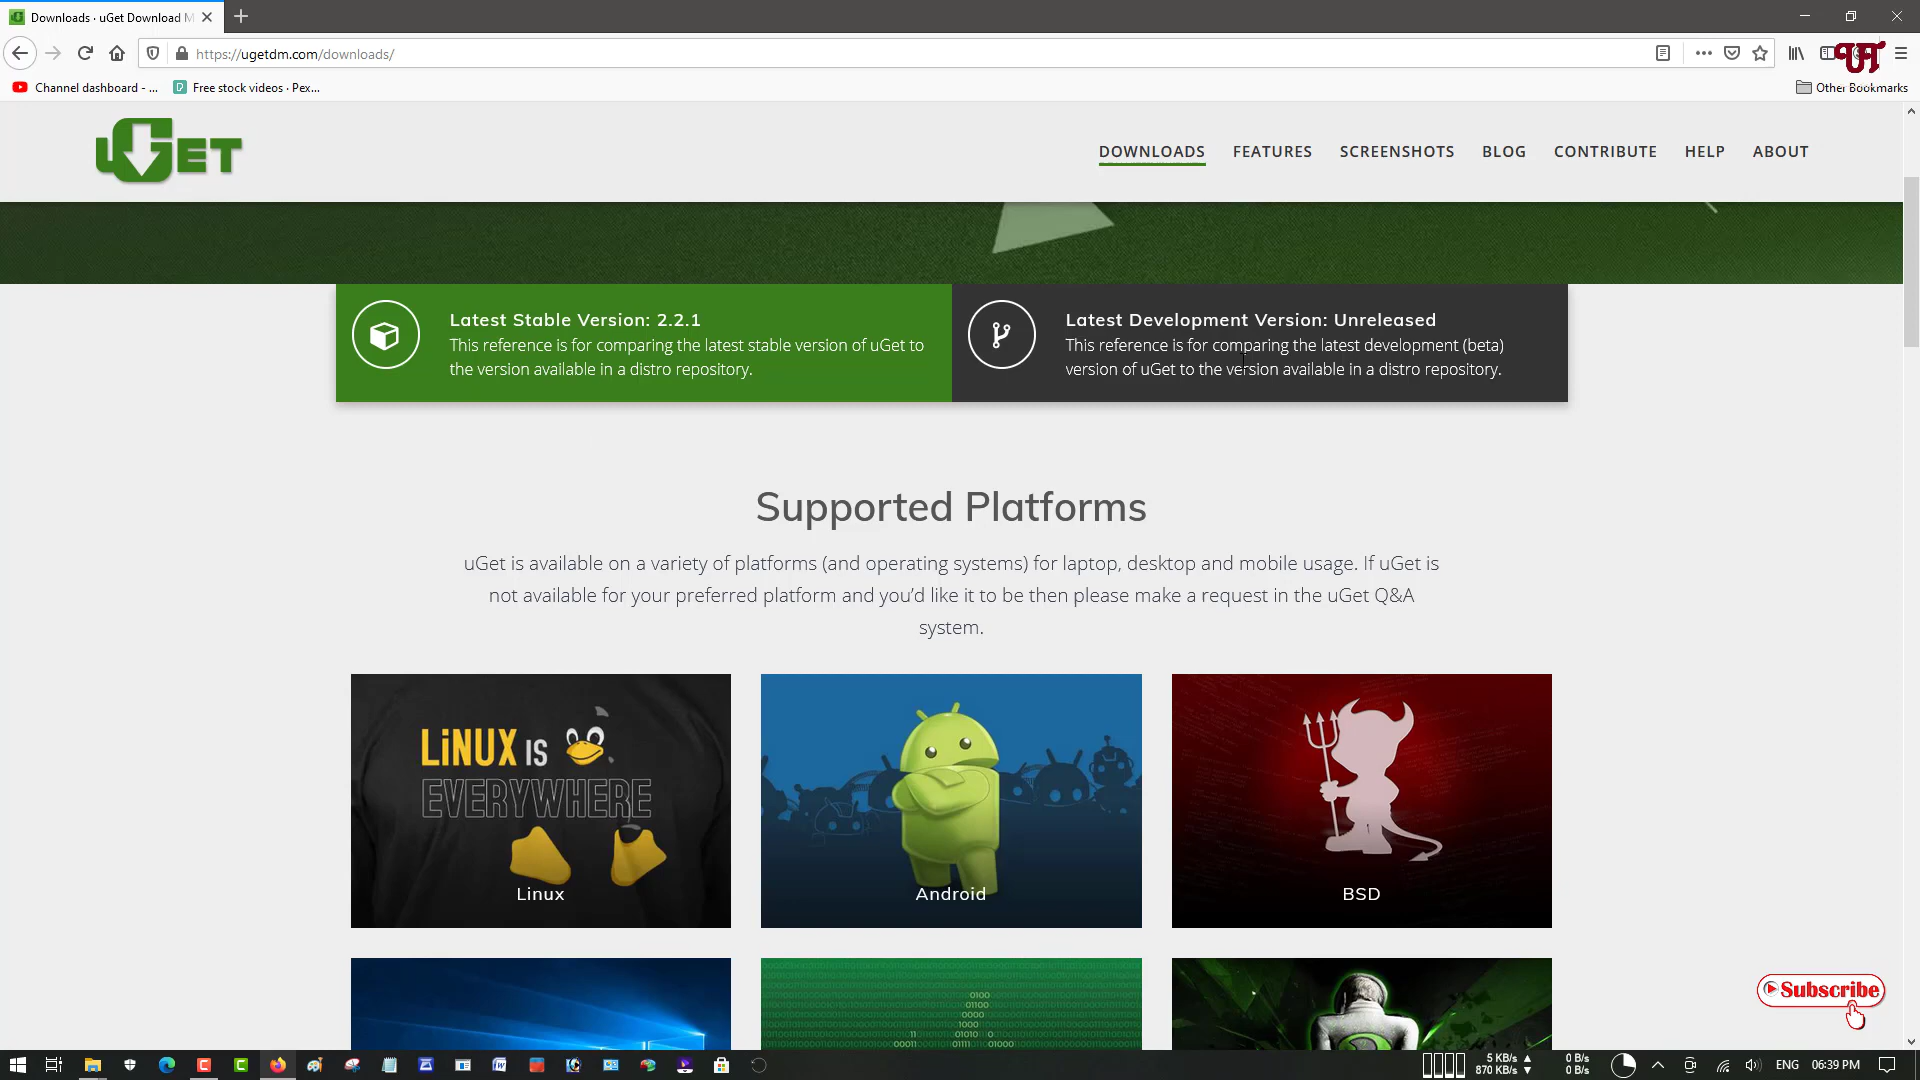 Downloads · uGet Download M
https://ugetdm.com/downloads/
UT
Channel dashboard - ...
Free stock videos · Pex...
Other Bookmarks
uGET
DOWNLOADS
FEATURES
SCREENSHOTS
BLOG
CONTRIBUTE
HELP
ABOUT
Latest Stable Version: 2.2.1
This reference is for comparing the latest stable version of uGet to
the version available in a distro repository.
Latest Development Version: Unreleased
This reference is for comparing the latest development (beta)
version of uGet to the version available in a distro repository.
Supported Platforms
uGet is available on a variety of platforms (and operating systems) for laptop, desktop and mobile usage. If uGet is
not available for your preferred platform and you'd like it to be then please make a request in the uGet Q&A
system.
LiNUX IS
EVERYWHERE
Linux
Android
BSD
Subscribe
5 KB/s
870 KB/s
0 B/s
0 B/s
ENG
06:39 PM